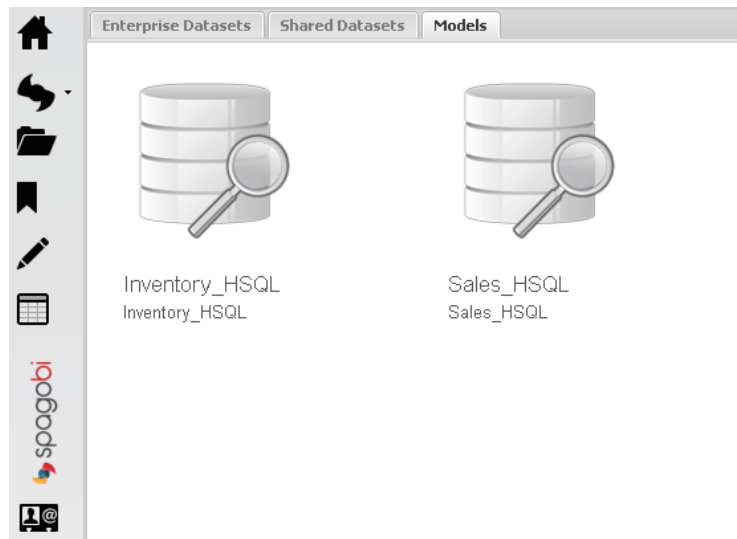 Enterprise Datasets
Shared Datasets
Models
Inventory_HSQL
Inventory_HSQL
Sales_HSQL
Sales_HSQL
spagobi
@